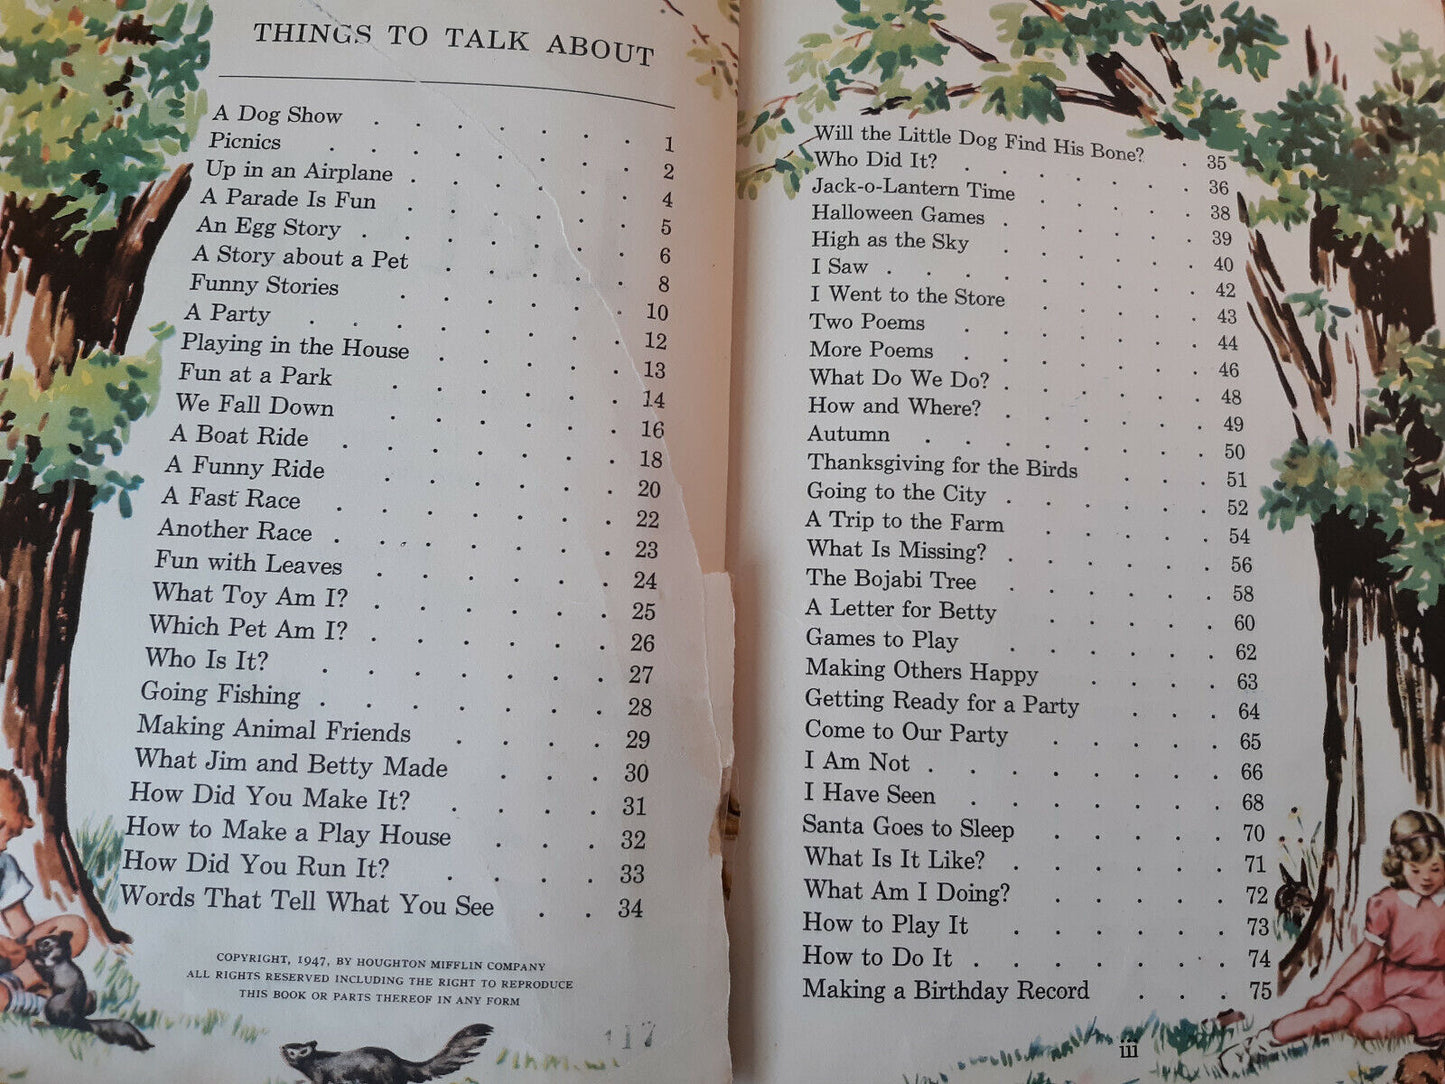 THINGS TO TALK ABOUT
A Dog Show . . . . . . . 1
Picnics . . . . . . . . 2
Up in an Airplane . . . . . . 4
A Parade Is Fun . . . . . . 5
An Egg Story . . . . . . . 6
A Story about a Pet . . . . . 8
Funny Stories . . . . . . 10
A Party . . . . . . . . 12
Playing in the House . . . . . 13
Fun at a Park . . . . . . 14
We Fall Down . . . . . . 16
A Boat Ride . . . . . . . 18
A Funny Ride . . . . . . 20
A Fast Race . . . . . . . 22
Another Race . . . . . . . 23
Fun with Leaves . . . . . . 24
What Toy Am I? . . . . . . 25
Which Pet Am I? . . . . . . 26
Who Is It? . . . . . . . 27
Going Fishing . . . . . . . 28
Making Animal Friends . . . . 29
What Jim and Betty Made . . . 30
How Did You Make It? . . . . 31
How to Make a Play House . . . 32
How Did You Run It? . . . . 33
Words That Tell What You See . . 34
COPYRIGHT, 1947, BY HOUGHTON MIFFLIN COMPANY
ALL RIGHTS RESERVED INCLUDING THE RIGHT TO REPRODUCE
THIS BOOK OR PARTS THEREOF IN ANY FORM
117
Will the Little Dog Find His Bone? . 35
Who Did It? . . . . . . 36
Jack-o-Lantern Time . . . . . 38
Halloween Games . . . . . 39
High as the Sky . . . . . . 40
I Saw . . . . . . . . 42
I Went to the Store . . . . . 43
Two Poems . . . . . . . 44
More Poems . . . . . . . 46
What Do We Do? . . . . . . 48
How and Where? . . . . . . 49
Autumn . . . . . . . . 50
Thanksgiving for the Birds . . . 51
Going to the City . . . . . . 52
A Trip to the Farm . . . . . 54
What Is Missing? . . . . . . 56
The Bojabi Tree . . . . . . 58
A Letter for Betty . . . . . 60
Games to Play . . . . . . 62
Making Others Happy . . . . 63
Getting Ready for a Party . . . 64
Come to Our Party . . . . . 65
I Am Not . . . . . . . . 66
I Have Seen . . . . . . . 68
Santa Goes to Sleep . . . . . 70
What Is It Like? . . . . . . 71
What Am I Doing? . . . . . 72
How to Play It . . . . . . 73
How to Do It . . . . . . . 74
Making a Birthday Record . . . 75
iii